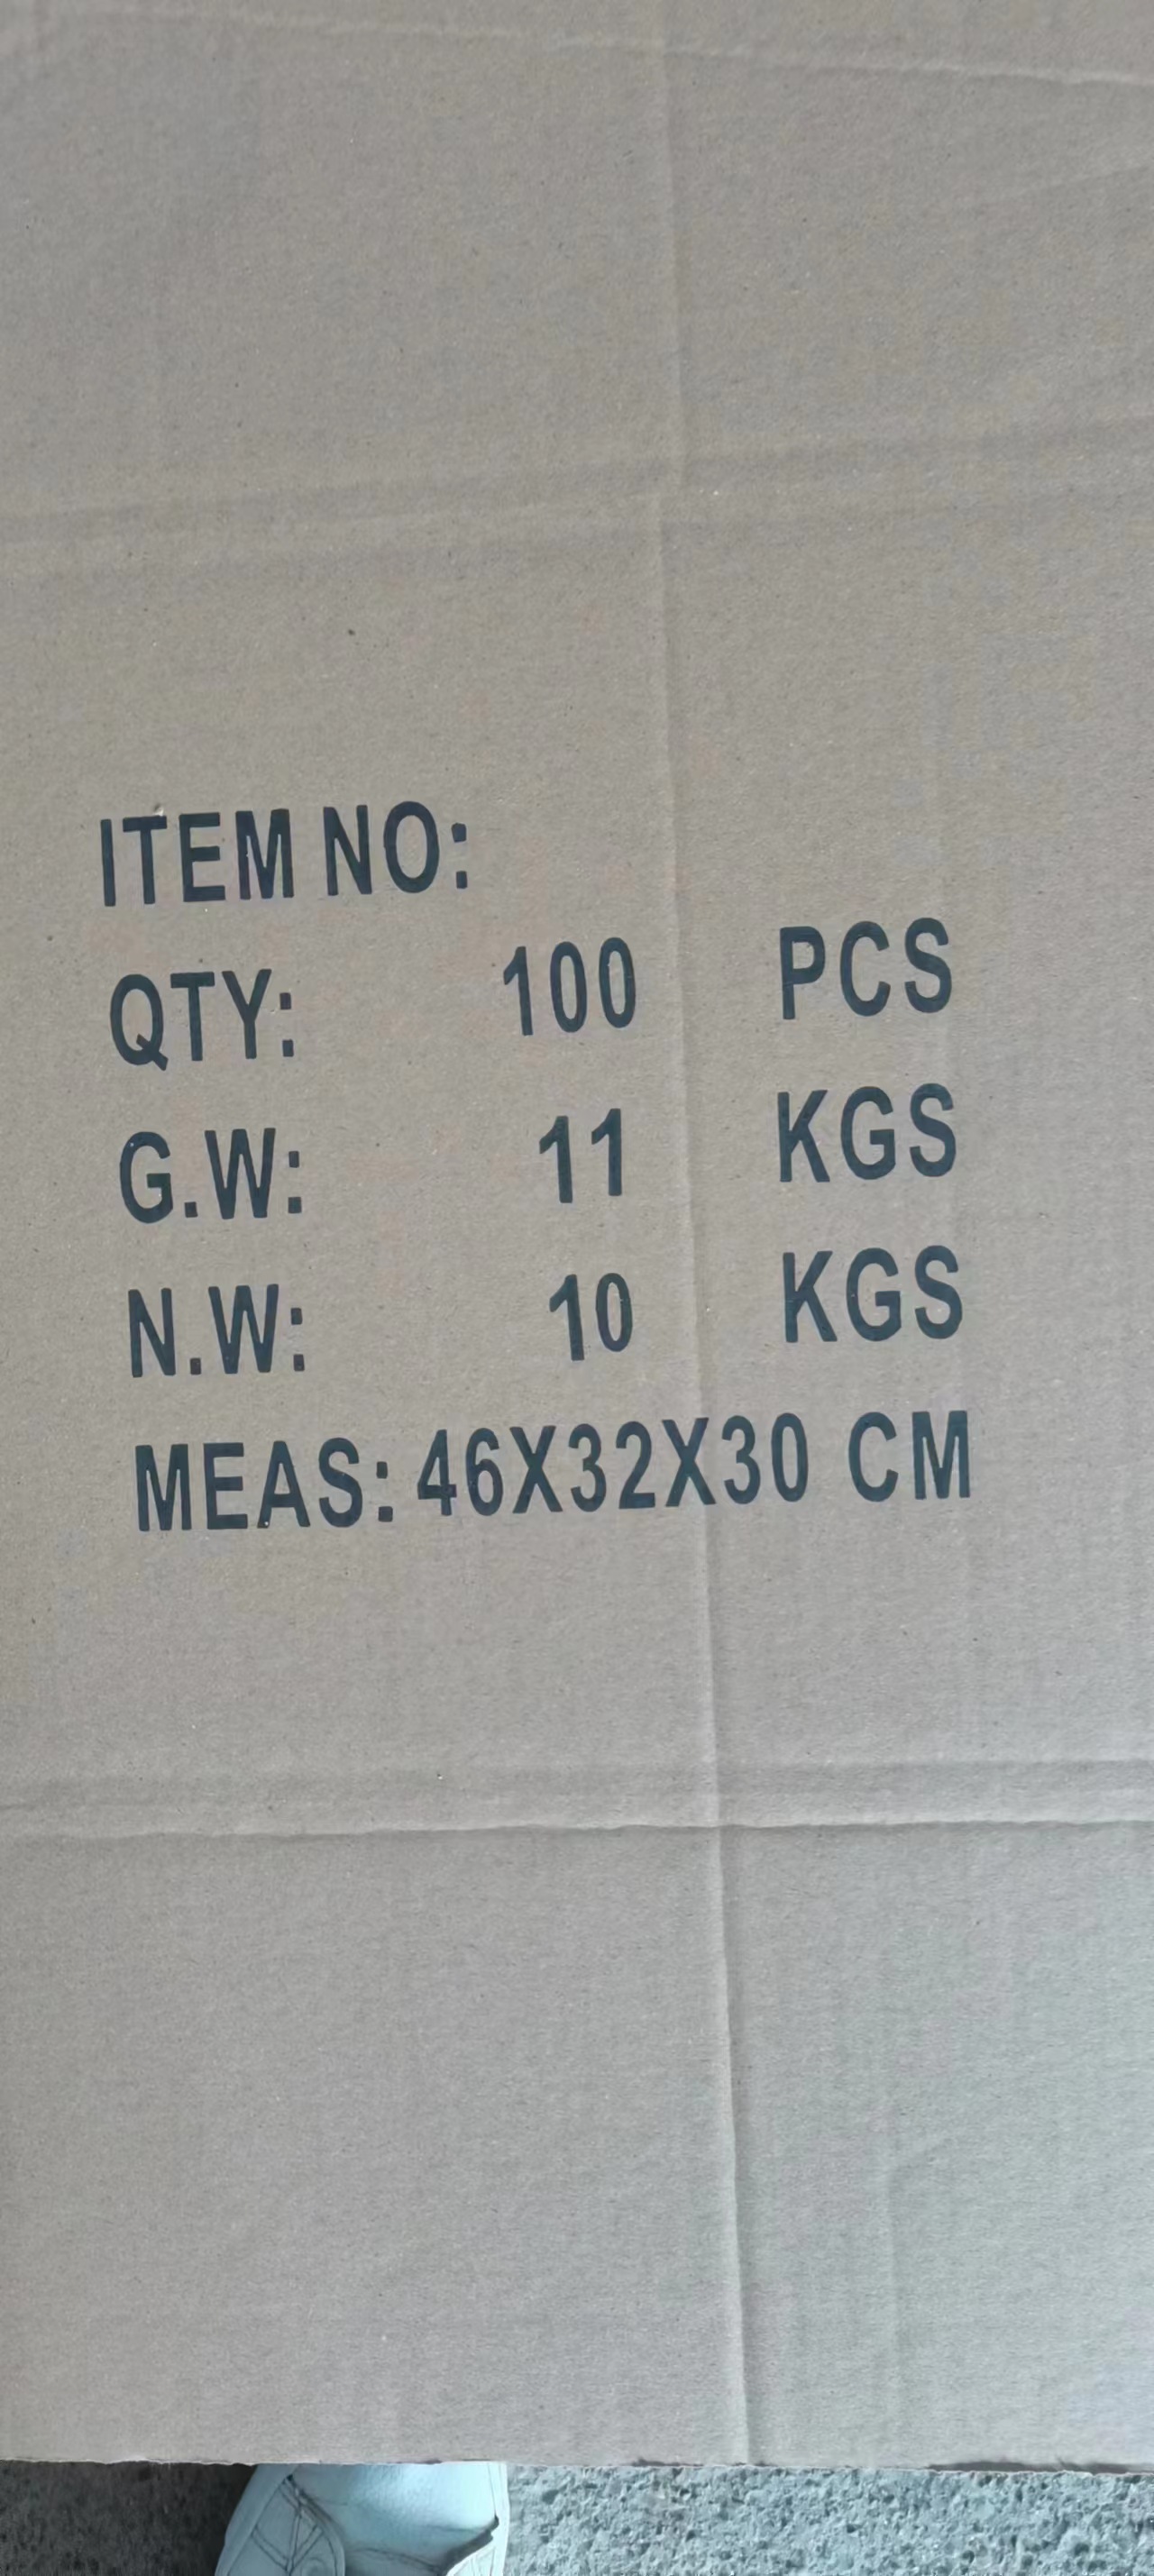 ITEM NO:
QTY: 100 PCS
G.W: 11 KGS
N.W: 10 KGS
MEAS: 46X32X30 CM